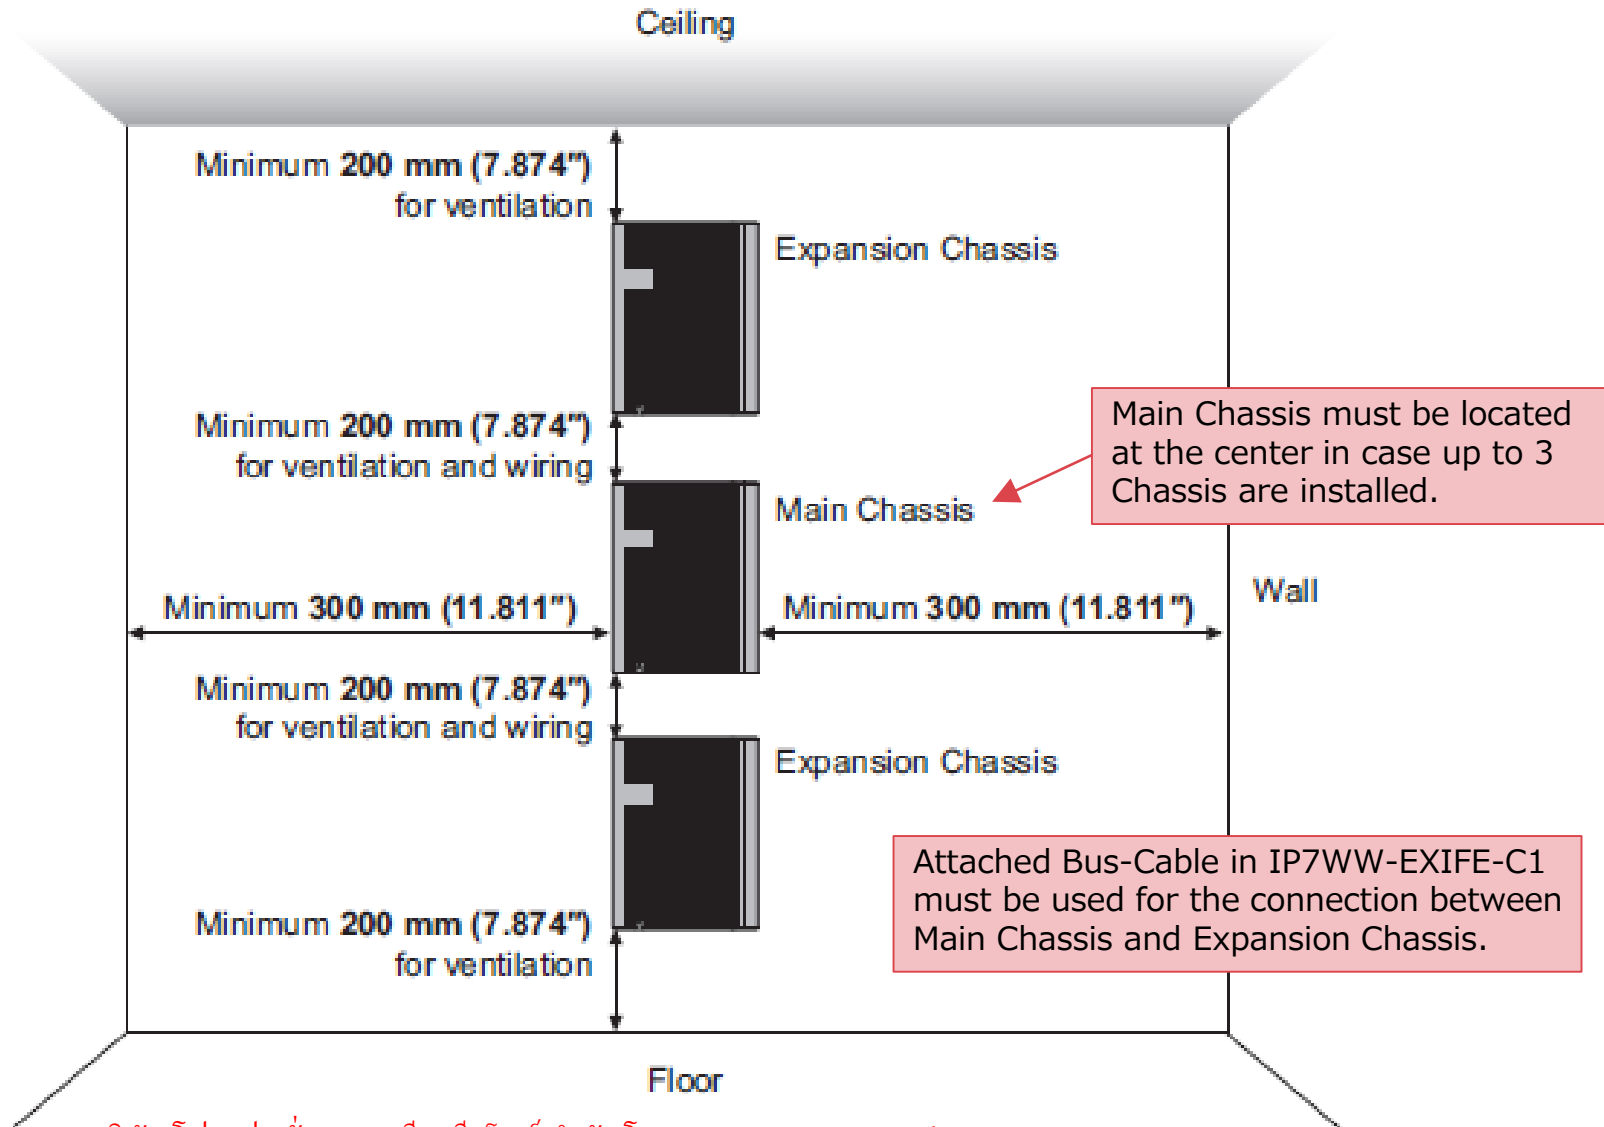 Ceiling
Minimum 200 mm (7.874")
for ventilation
Expansion Chassis
Minimum 200 mm (7.874")
for ventilation and wiring
Main Chassis must be located
at the center in case up to 3
Chassis are installed.
Main Chassis
Minimum 300 mm (11.811")
Minimum 300 mm (11.811")
Wall
Minimum 200 mm (7.874")
for ventilation and wiring
Expansion Chassis
Attached Bus-Cable in IP7WW-EXIFE-C1
must be used for the connection between
Main Chassis and Expansion Chassis.
Minimum 200 mm (7.874")
for ventilation
Floor